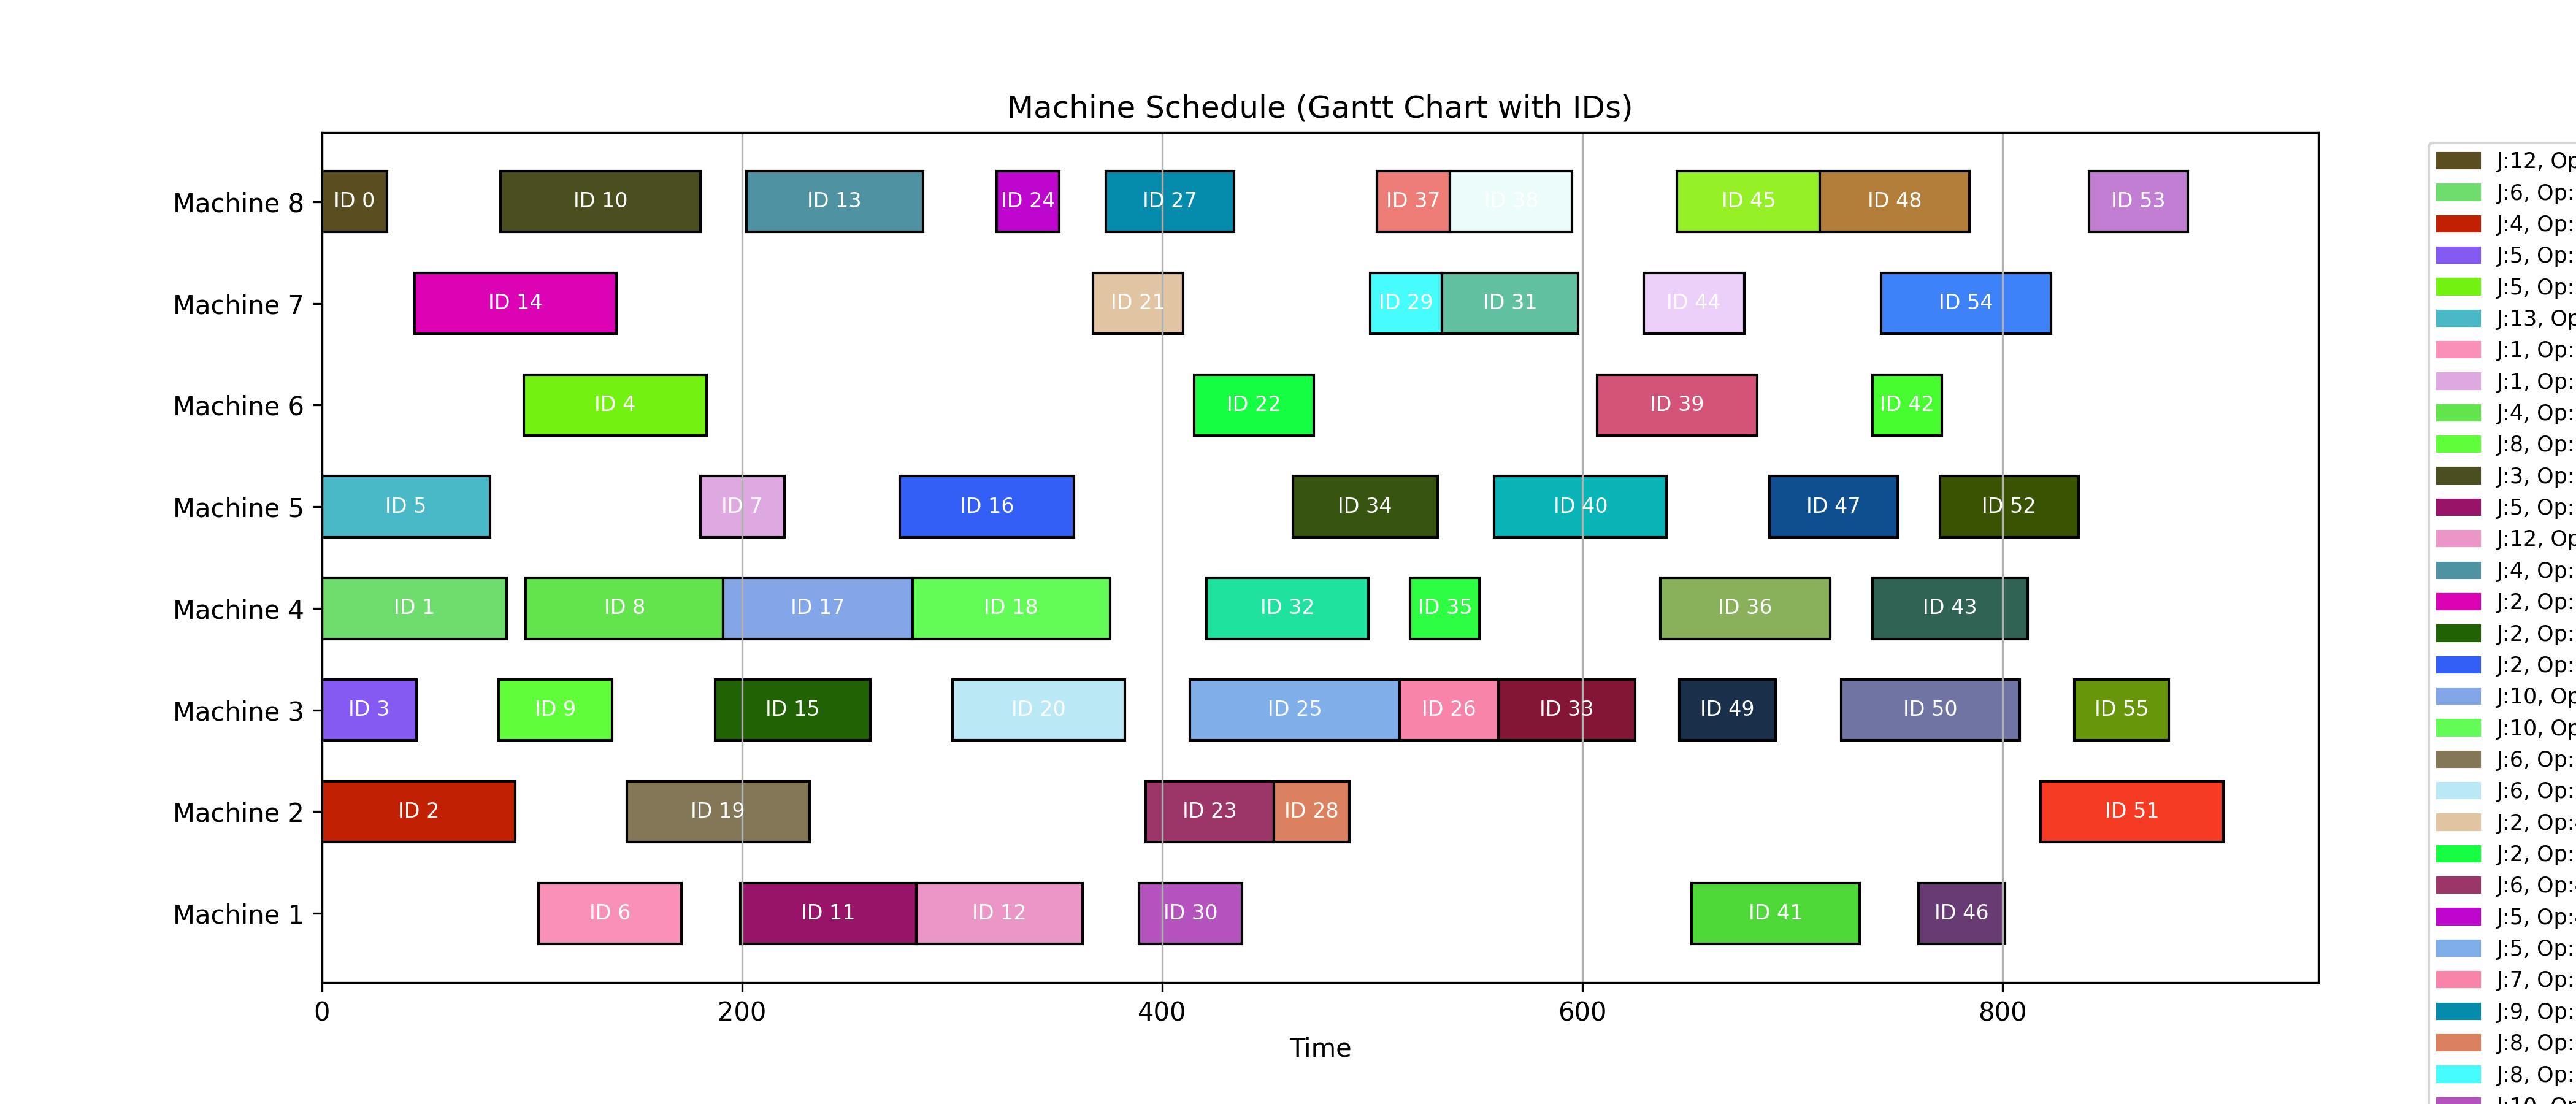 Machine Schedule (Gantt Chart with IDs)
Machine 8
ID 0
ID 10
ID 13
ID 24
ID 27
ID 37
ID 38
ID 45
ID 48
ID 53
Machine 7
ID 14
ID 21
ID 29
ID 31
ID 44
ID 54
Machine 6
ID 4
ID 22
ID 39
ID 42
Machine 5
ID 5
ID 7
ID 16
ID 34
ID 40
ID 47
ID 52
Machine 4
ID 1
ID 8
ID 17
ID 18
ID 32
ID 35
ID 36
ID 43
Machine 3
ID 3
ID 9
ID 15
ID 20
ID 25
ID 26
ID 33
ID 49
ID 50
ID 55
Machine 2
ID 2
ID 19
ID 23
ID 28
ID 51
Machine 1
ID 6
ID 11
ID 12
ID 30
ID 41
ID 46
0
200
400
600
800
Time
J:12, Op
J:6, Op:
J:4, Op:
J:5, Op:
J:5, Op:
J:13, Op
J:1, Op:
J:1, Op:
J:4, Op:
J:8, Op:
J:3, Op:
J:5, Op:
J:12, Op
J:4, Op:
J:2, Op:
J:2, Op:
J:2, Op:
J:10, Op
J:10, Op
J:6, Op:
J:6, Op:
J:2, Op:
J:2, Op:
J:6, Op:
J:5, Op:
J:5, Op:
J:7, Op:
J:9, Op:
J:8, Op:
J:8, Op:
J:10, Op